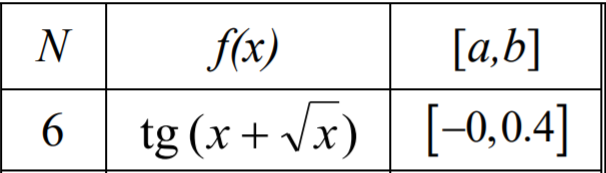 N f(x) [a,b]
6 tg (x + √x) [–0,0.4]